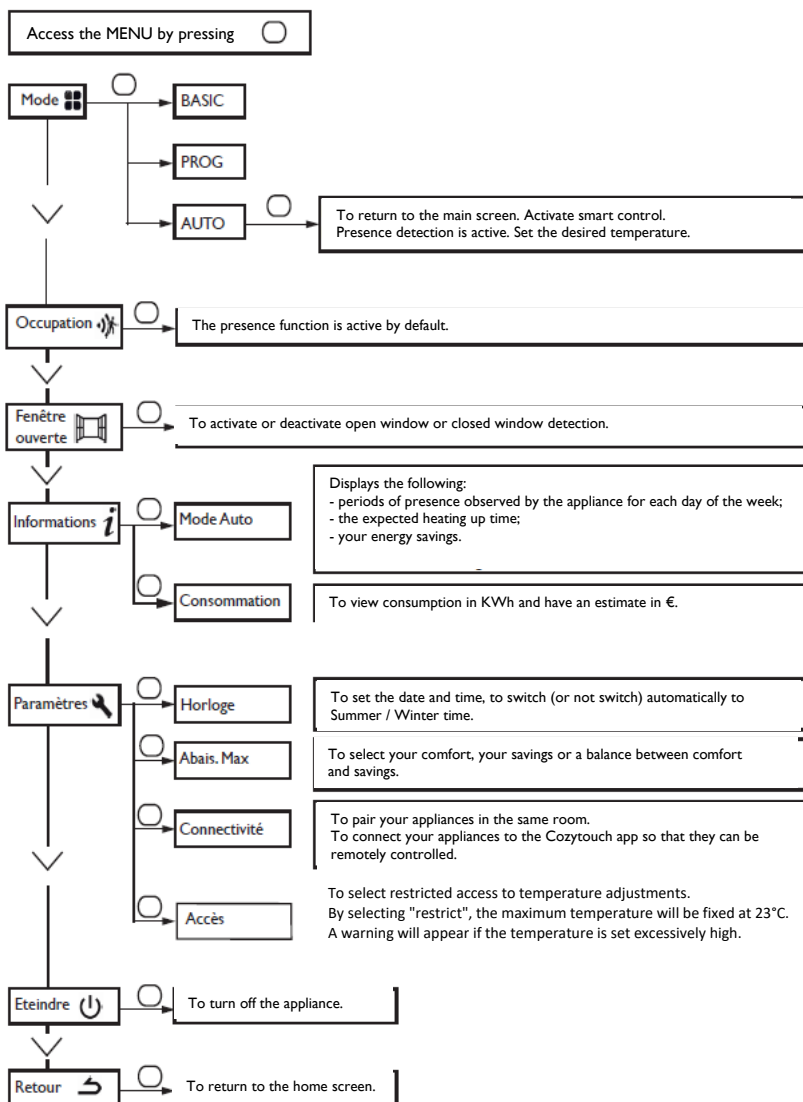 Access the MENU by pressing
Mode
BASIC
PROG
AUTO
To return to the main screen. Activate smart control.
Presence detection is active. Set the desired temperature.
Occupation
The presence function is active by default.
Fenêtre
ouverte
To activate or deactivate open window or closed window detection.
Informations i
Mode Auto
Displays the following:
- periods of presence observed by the appliance for each day of the week;
- the expected heating up time;
- your energy savings.
Consommation
To view consumption in KWh and have an estimate in €.
Paramètres
Horloge
To set the date and time, to switch (or not switch) automatically to
Summer / Winter time.
Abais. Max
To select your comfort, your savings or a balance between comfort
and savings.
Connectivité
To pair your appliances in the same room.
To connect your appliances to the Cozytouch app so that they can be
remotely controlled.
Accès
To select restricted access to temperature adjustments.
By selecting "restrict", the maximum temperature will be fixed at 23°C.
A warning will appear if the temperature is set excessively high.
Eteindre
To turn off the appliance.
Retour
To return to the home screen.